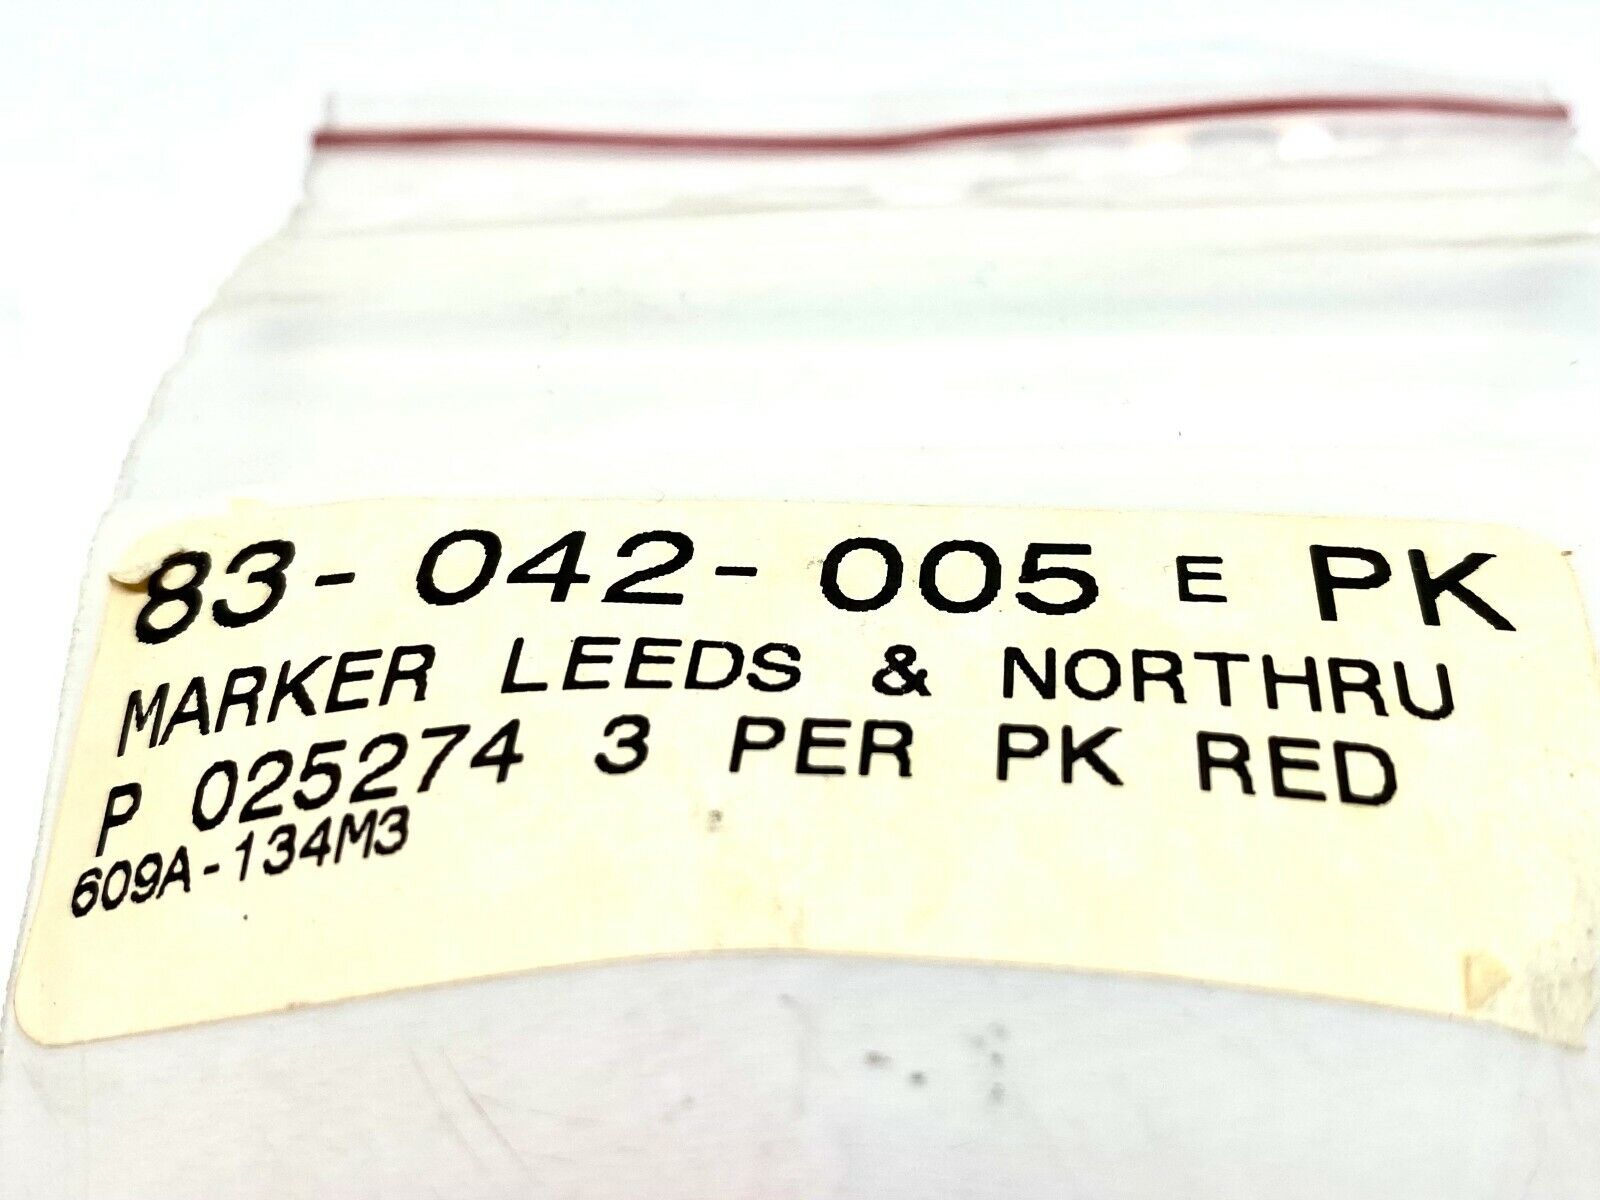 83-042-005 E PK
MARKER LEEDS & NORTHRU
P 025274 3 PER PK RED
609A-134M3